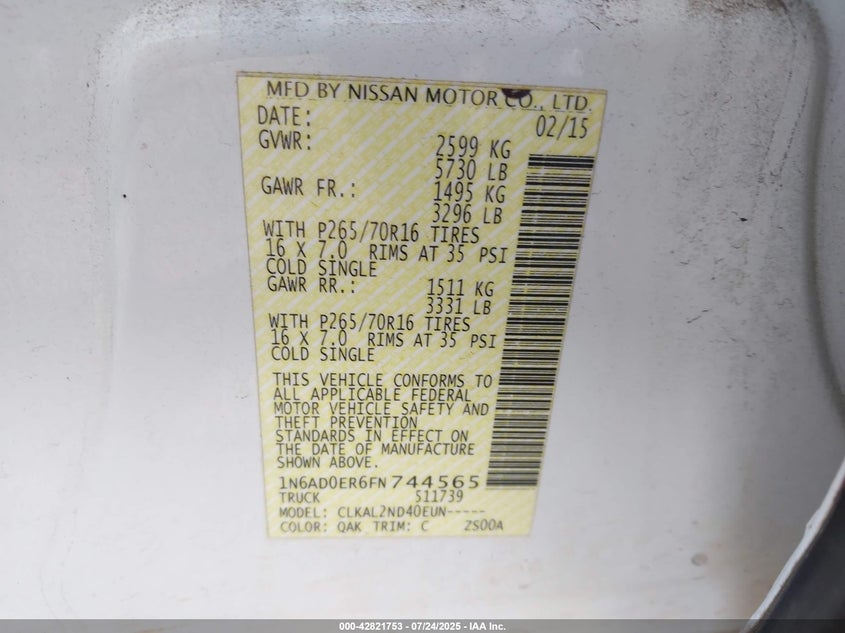 MFD BY NISSAN MOTOR CO., LTD.
DATE: 02/15
GVWR: 2599 KG
5730 LB
GAWR FR.: 1495 KG
3296 LB
WITH P265/70R16 TIRES
16 X 7.0 RIMS AT 35 PSI
COLD SINGLE
GAWR RR.: 1511 KG
3331 LB
WITH P265/70R16 TIRES
16 X 7.0 RIMS AT 35 PSI
COLD SINGLE
THIS VEHICLE CONFORMS TO
ALL APPLICABLE FEDERAL
MOTOR VEHICLE SAFETY AND
THEFT PREVENTION
STANDARDS IN EFFECT ON
THE DATE OF MANUFACTURE
SHOWN ABOVE.
1N6AD0ER6FN744565
TRUCK 511739
MODEL: CLKAL2ND40EUN-----
COLOR: QAK TRIM: C ZS00A
000-42821753 - 07/24/2025 - IAA Inc.